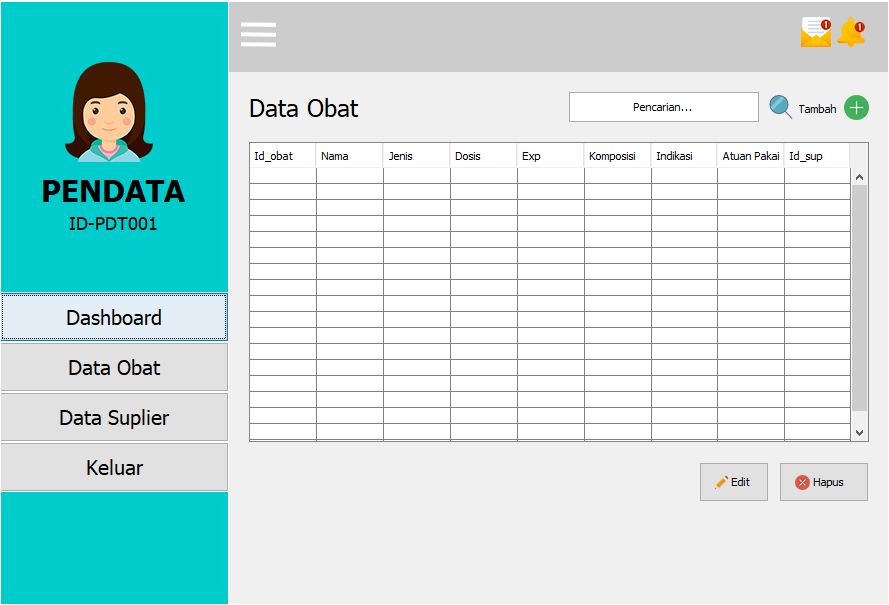 1 1
PENDATA
ID-PDT001
Dashboard
Data Obat
Data Suplier
Keluar
Data Obat
Pencarian...
Tambah
Id_obat Nama Jenis Dosis Exp Komposisi Indikasi Atuan Pakai Id_sup
Edit
Hapus